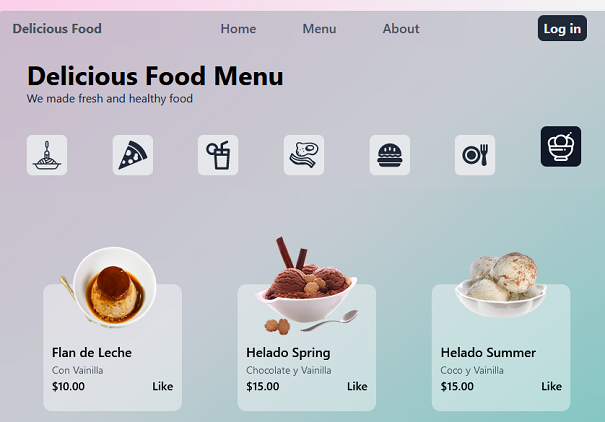 Delicious Food
Home Menu About
Log in
Delicious Food Menu
We made fresh and healthy food
Flan de Leche
Con Vainilla
$10.00 Like
Helado Spring
Chocolate y Vainilla
$15.00 Like
Helado Summer
Coco y Vainilla
$15.00 Like